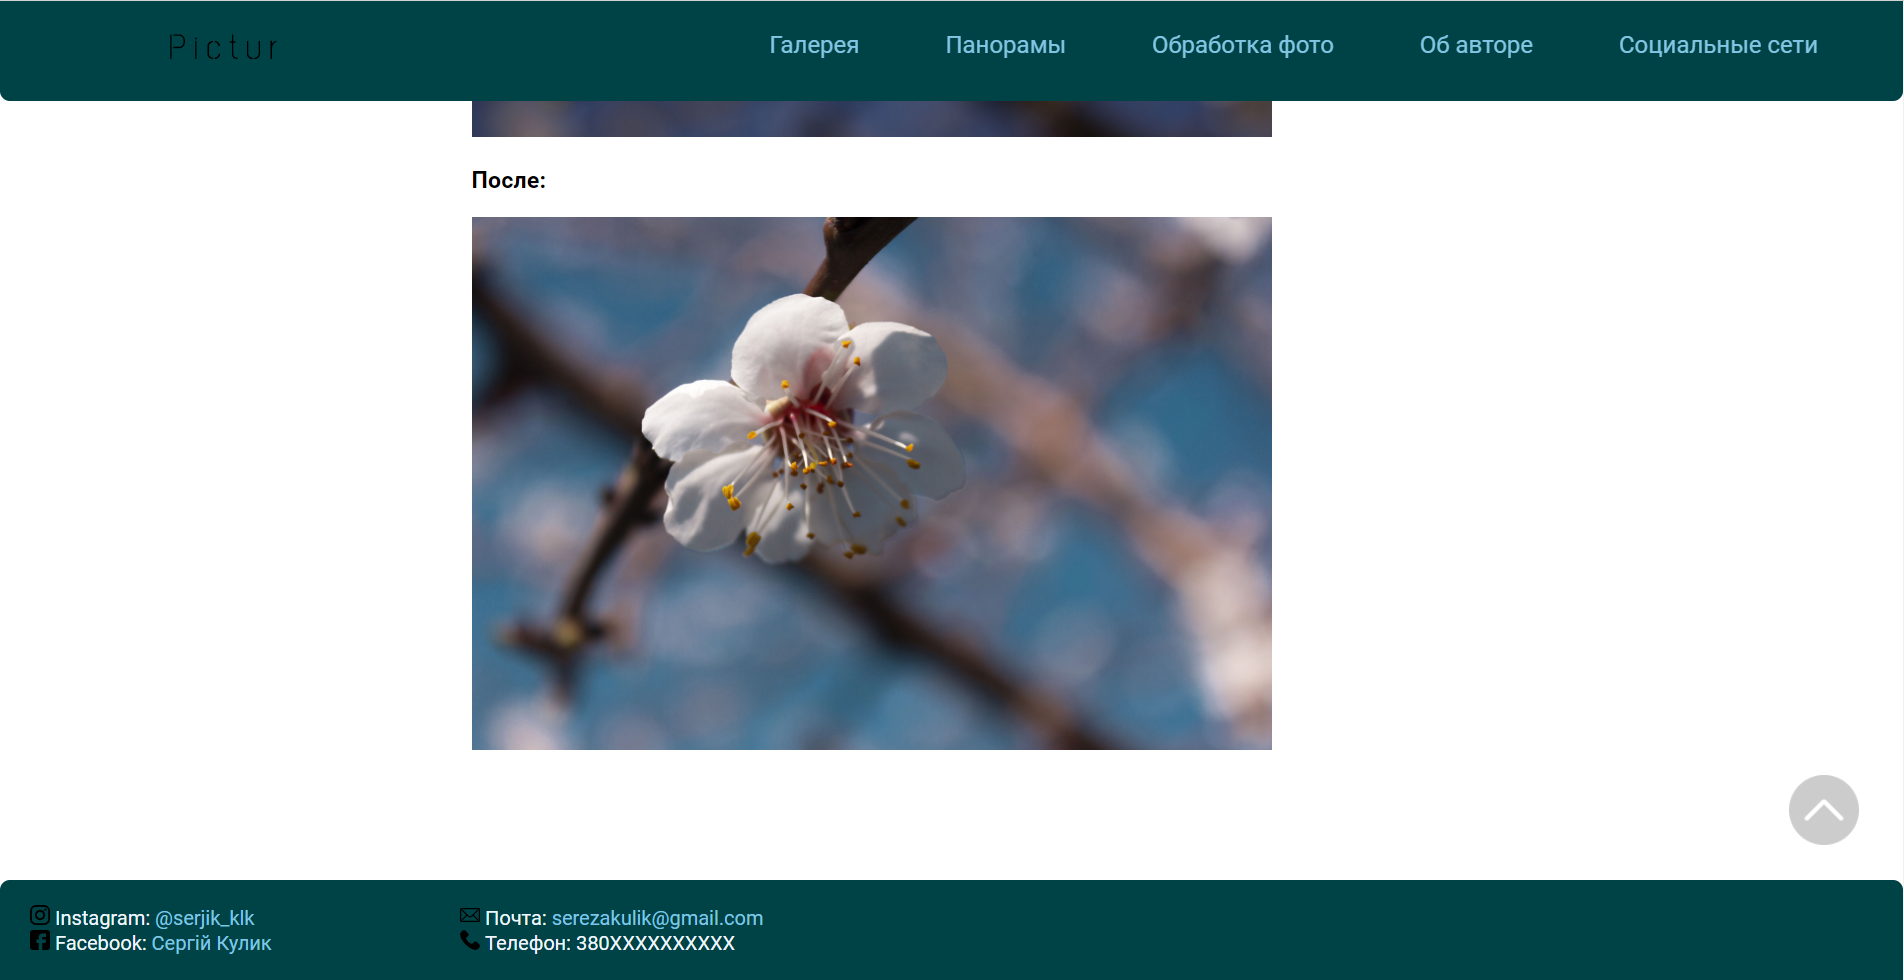 Pictur
Галерея Панорамы Обработка фото Об авторе Социальные сети
После:
Instagram: @serjik_klk
Facebook: Сергій Кулик
Почта: serezakulik@gmail.com
Телефон: 380XXXXXXXXXX